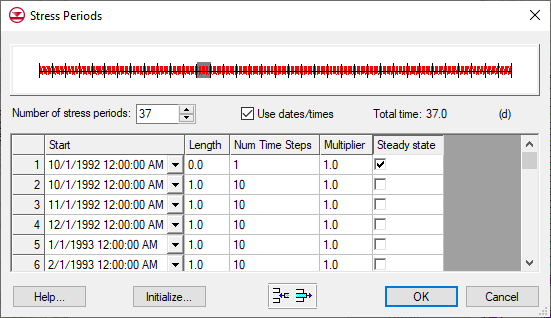 Stress Periods
Number of stress periods: 37 Use dates/times Total time: 37.0 (d)
Start Length Num Time Steps Multiplier Steady state
1 10/1/1992 12:00:00 AM 0.0 1 1.0
2 10/1/1992 12:00:00 AM 1.0 10 1.0
3 11/1/1992 12:00:00 AM 1.0 10 1.0
4 12/1/1992 12:00:00 AM 1.0 10 1.0
5 1/1/1993 12:00:00 AM 1.0 10 1.0
6 2/1/1993 12:00:00 AM 1.0 10 1.0
Help... Initialize... OK Cancel